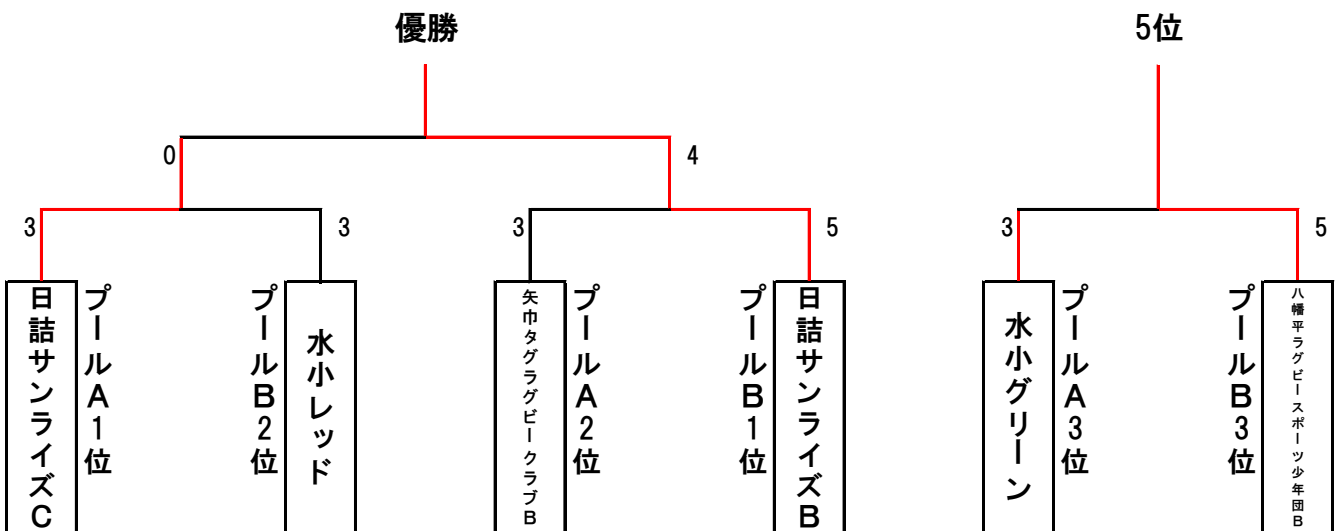 優勝
5位
0
4
3
3
3
5
3
5
日詰サンライズC
プールA1位
プールB2位
水小レッド
矢巾タグラグビークラブB
プールA2位
プールB1位
日詰サンライズB
水小グリーン
プールA3位
プールB3位
八幡平ラグビースポーツ少年団B